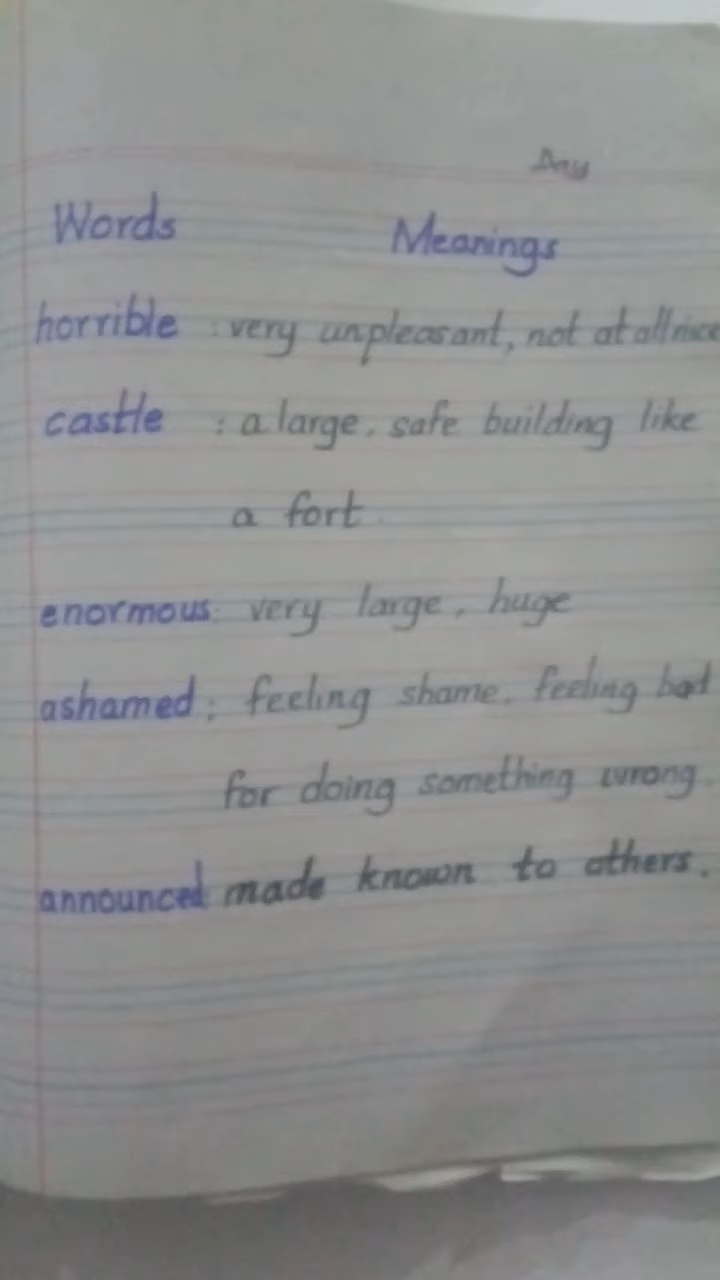 Day
Words Meanings
horrible : very unpleasant, not at all nice
castle : a large, safe building like
a fort.
enormous: very large, huge
ashamed: feeling shame, feeling bad
for doing something wrong.
announced made known to others.